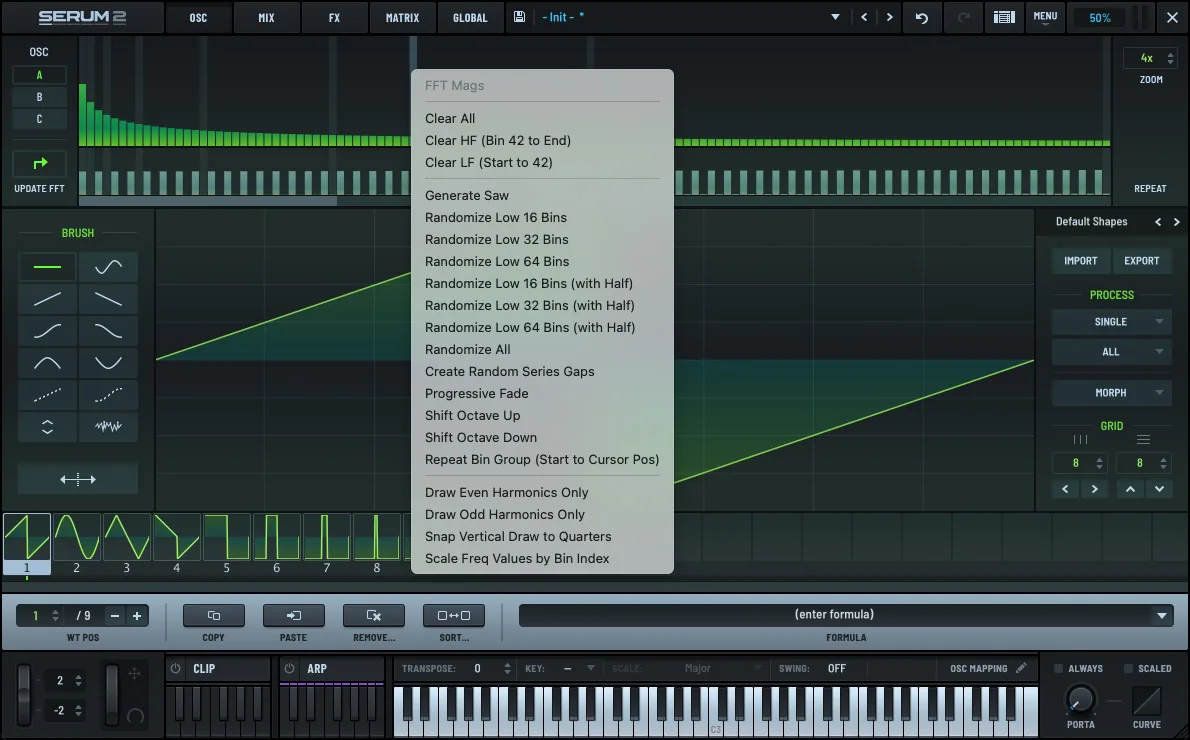 SERUM 2
OSC
MIX
FX
MATRIX
GLOBAL
- Init - *
MENU
50%
OSC
A
B
C
UPDATE FFT
4x
ZOOM
REPEAT
FFT Mags
Clear All
Clear HF (Bin 42 to End)
Clear LF (Start to 42)
Generate Saw
Randomize Low 16 Bins
Randomize Low 32 Bins
Randomize Low 64 Bins
Randomize Low 16 Bins (with Half)
Randomize Low 32 Bins (with Half)
Randomize Low 64 Bins (with Half)
Randomize All
Create Random Series Gaps
Progressive Fade
Shift Octave Up
Shift Octave Down
Repeat Bin Group (Start to Cursor Pos)
Draw Even Harmonics Only
Draw Odd Harmonics Only
Snap Vertical Draw to Quarters
Scale Freq Values by Bin Index
BRUSH
Default Shapes
IMPORT
EXPORT
PROCESS
SINGLE
ALL
MORPH
GRID
8
8
1
2
3
4
5
6
7
8
1
/ 9
WT POS
COPY
PASTE
REMOVE...
SORT...
(enter formula)
FORMULA
2
-2
CLIP
ARP
TRANSPOSE: 0
KEY: –
SCALE: Major
SWING: OFF
OSC MAPPING
C3
ALWAYS
SCALED
PORTA
CURVE